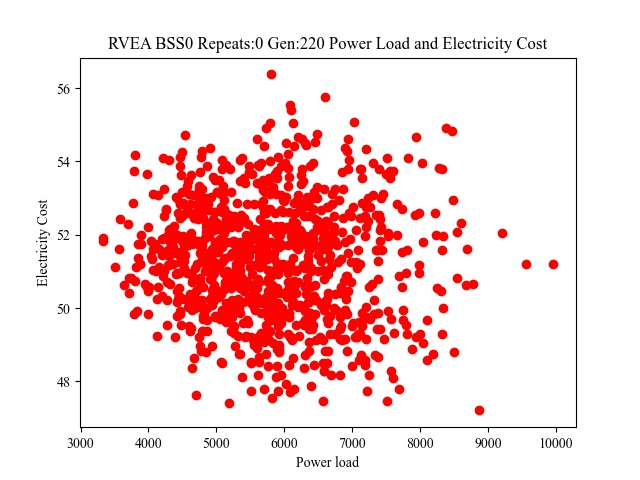 RVEA BSS0 Repeats:0 Gen:220 Power Load and Electricity Cost
56
54
52
50
48
Electricity Cost
3000 4000 5000 6000 7000 8000 9000 10000
Power load